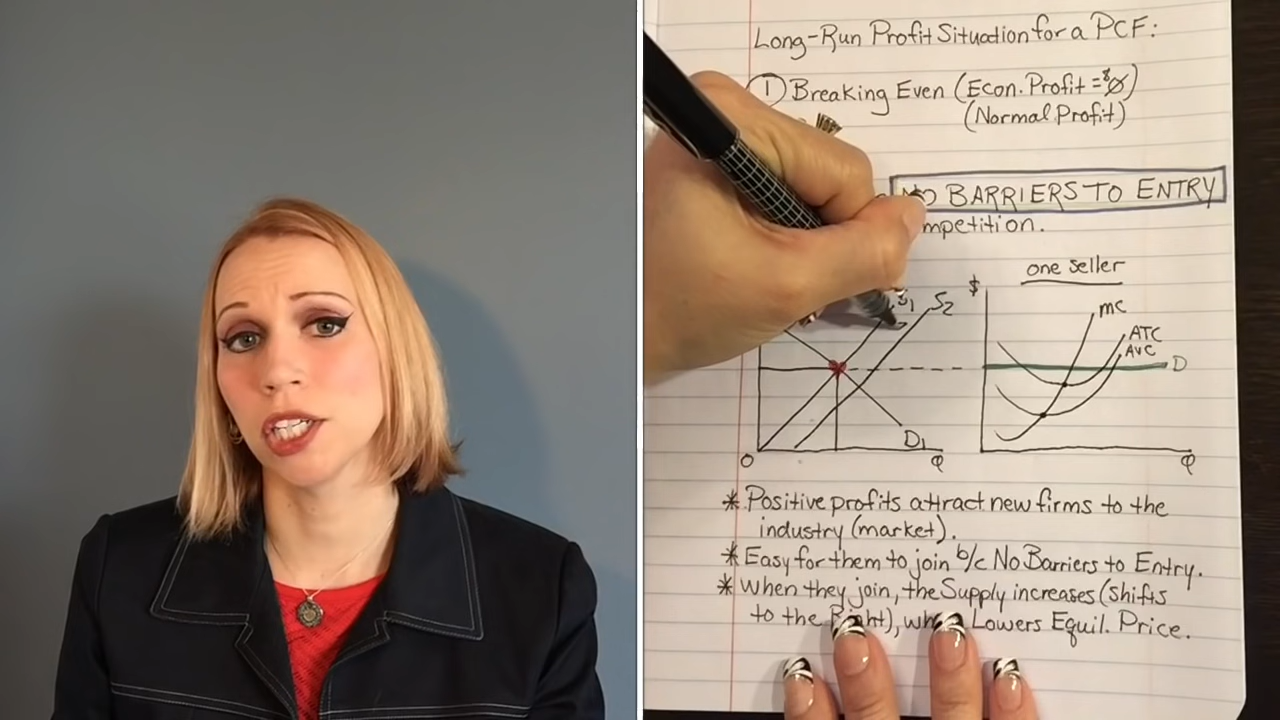 Long-Run Profit Situation for a PCF:
1 Breaking Even (Econ. Profit = $0)
(Normal Profit)
BARRIERS TO ENTRY
mpetition.
one seller
$
S1
S2
MC
ATC
AVC
D
D1
0
Q
Q
* Positive profits attract new firms to the
industry (market).
* Easy for them to join b/c No Barriers to Entry.
* When they join, the Supply increases (shifts
to the Right), Lowers Equil. Price.